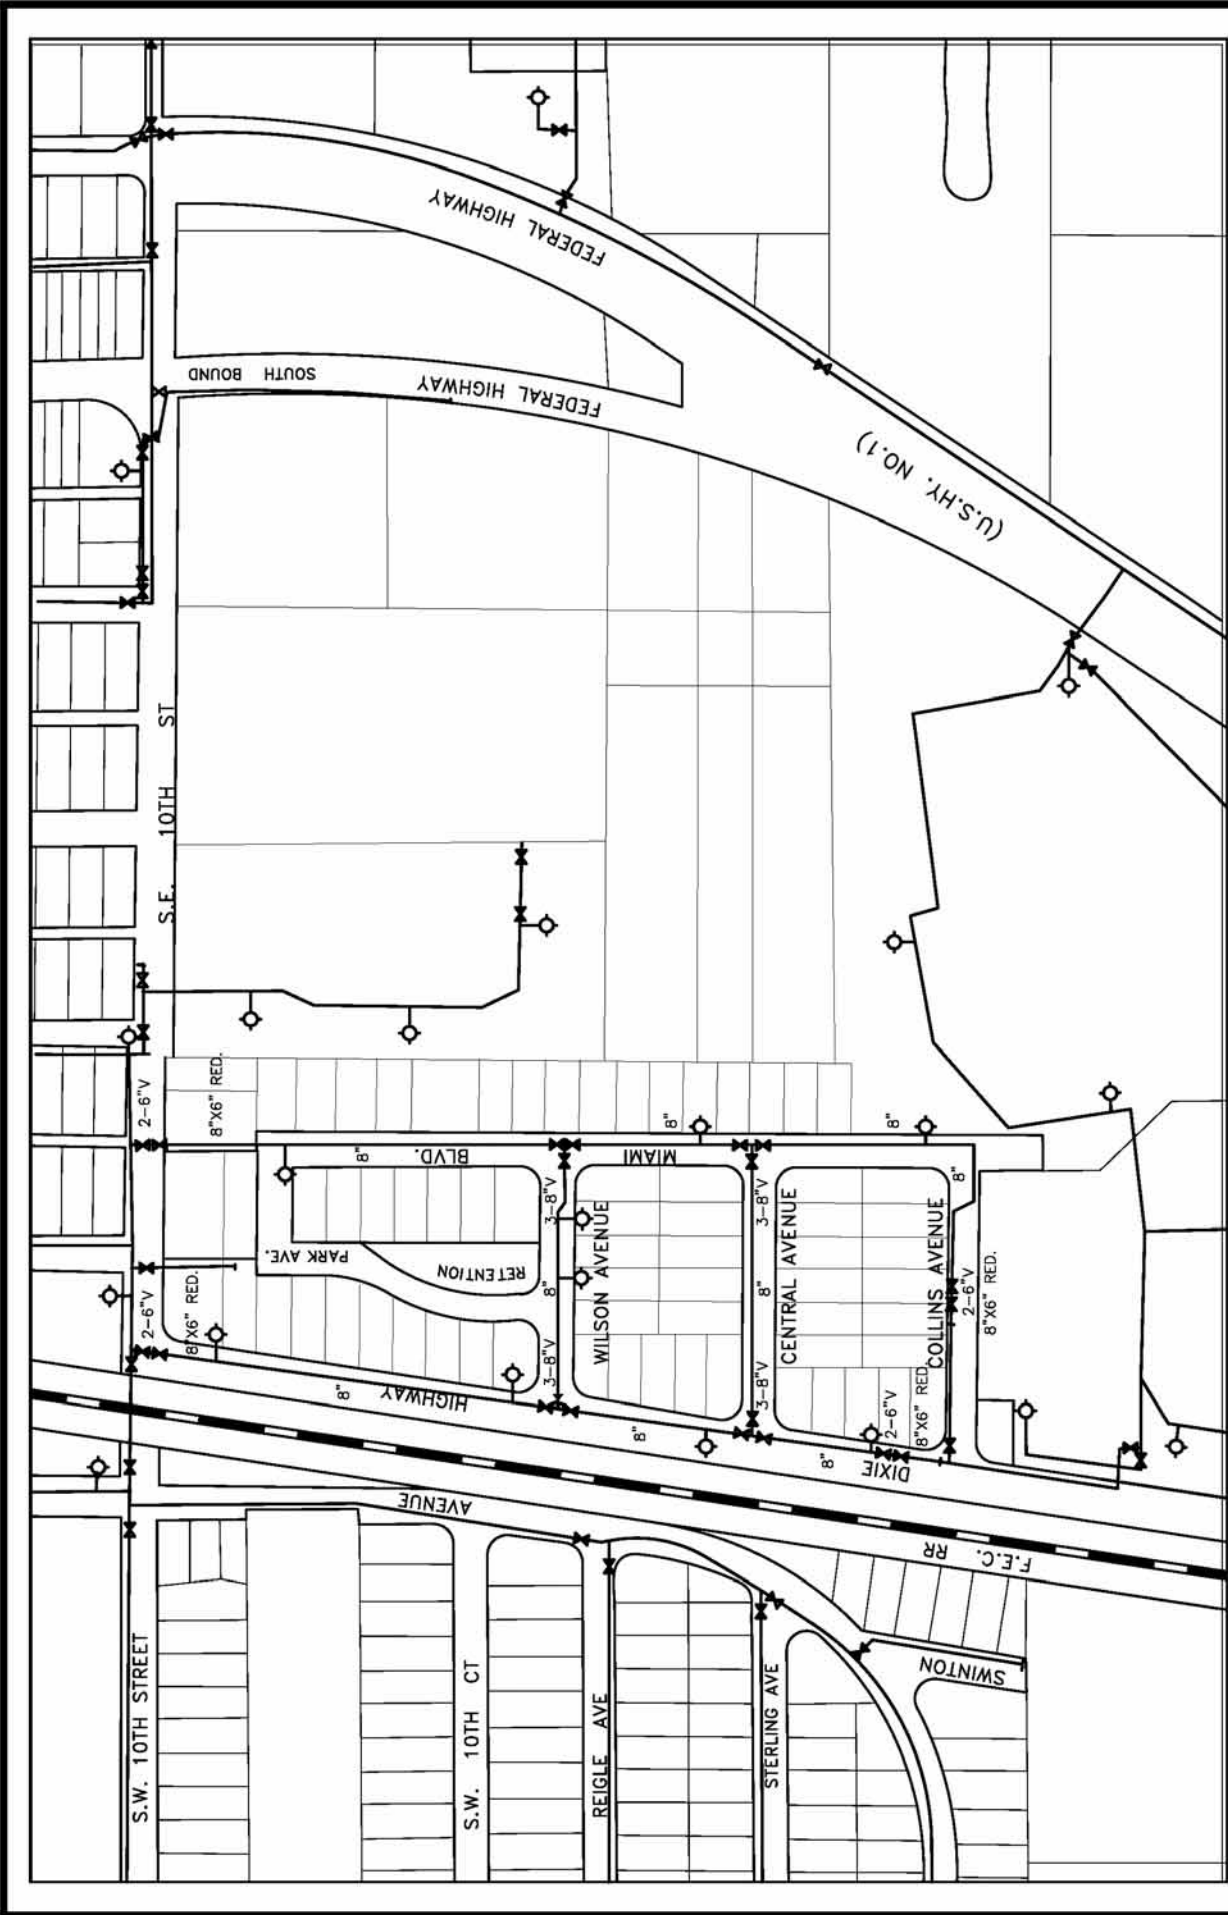 FEDERAL HIGHWAY
SOUTH BOUND
FEDERAL HIGHWAY
(U.S.HY. NO.1)
S.E. 10TH ST
2-6"V
8"X6" RED.
8"
BLVD.
8"
MIAMI
8"
8"
3-8"V
3-8"V
PARK AVE.
RETENTION
8"
WILSON AVENUE
8"
CENTRAL AVENUE
COLLINS AVENUE
2-6"V
8"X6" RED.
2-6"V
8"X6" RED.
3-8"V
3-8"V
2-6"V
8"X6" RED.
8"
HIGHWAY
8"
8"
DIXIE
AVENUE
F.E.C. RR
S.W. 10TH STREET
S.W. 10TH CT
REIGLE AVE
STERLING AVE
SWINTON